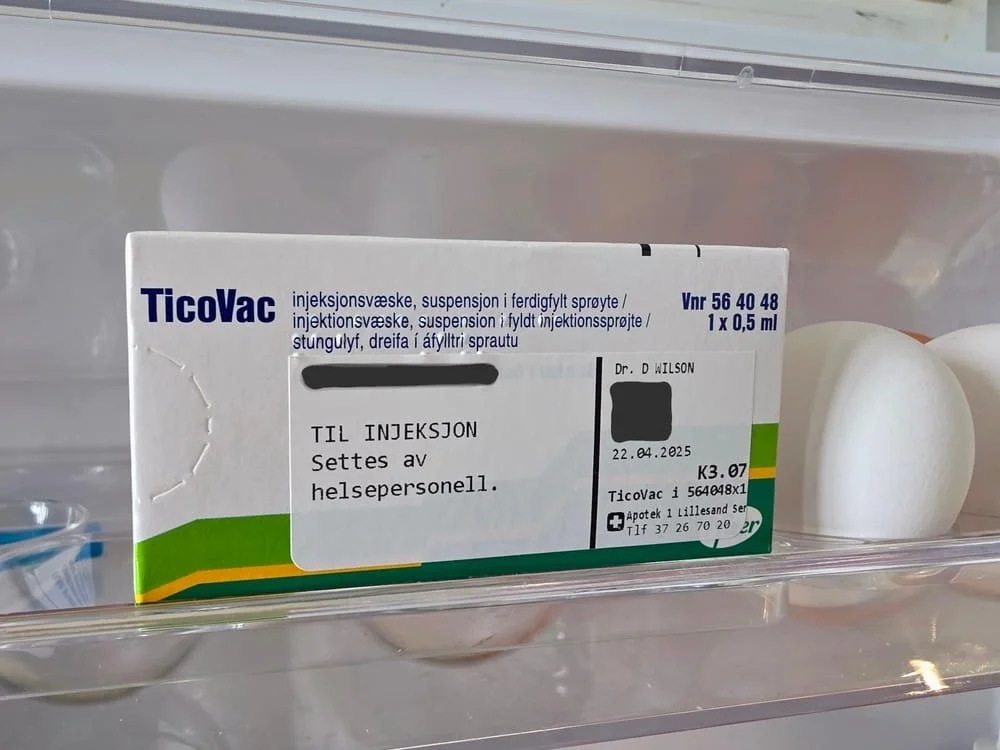 TicoVac
injeksjonsvæske, suspensjon i ferdigfylt sprøyte /
injektionsvæske, suspension i fyldt injektionssprøjte /
stungulyf, dreifa í áfylltri sprautu
Vnr 56 40 48
1 x 0,5 ml
TIL INJEKSJON
Settes av
helsepersonell.
Dr. D WILSON
22.04.2025
K3.07
TicoVac i 564048x1
Apotek 1 Lillesand Ser
Tlf 37 26 70 20
er